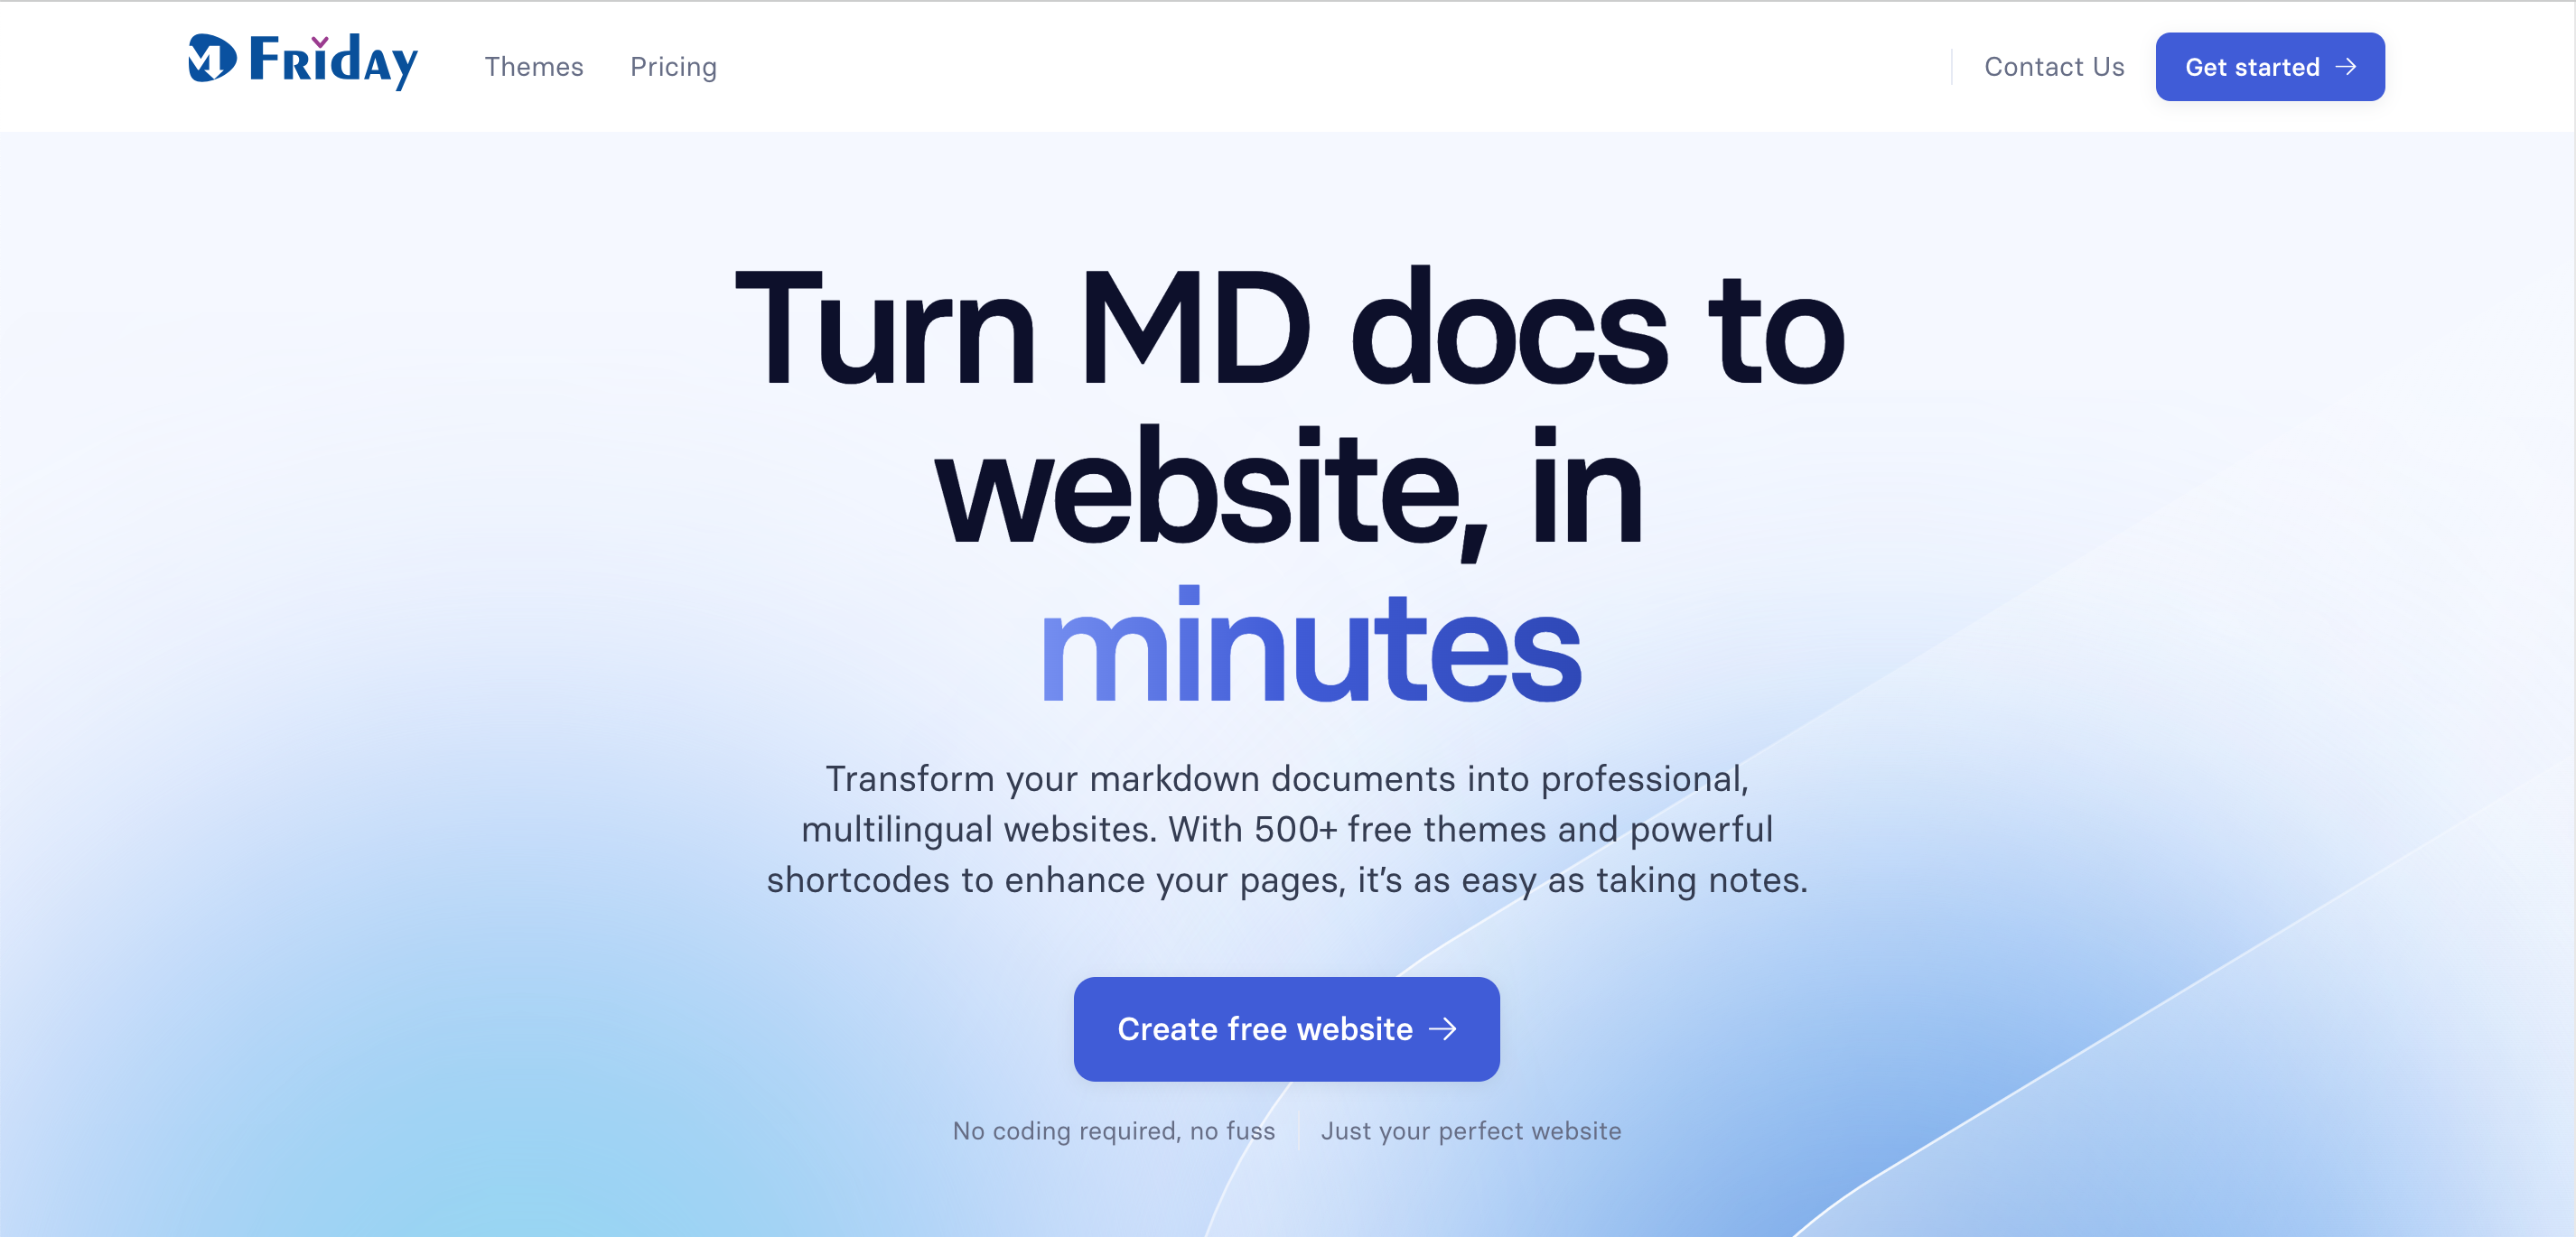 Friday
Themes
Pricing
Contact Us
Get started →
Turn MD docs to
website, in
minutes
Transform your markdown documents into professional,
multilingual websites. With 500+ free themes and powerful
shortcodes to enhance your pages, it’s as easy as taking notes.
Create free website →
No coding required, no fuss
Just your perfect website